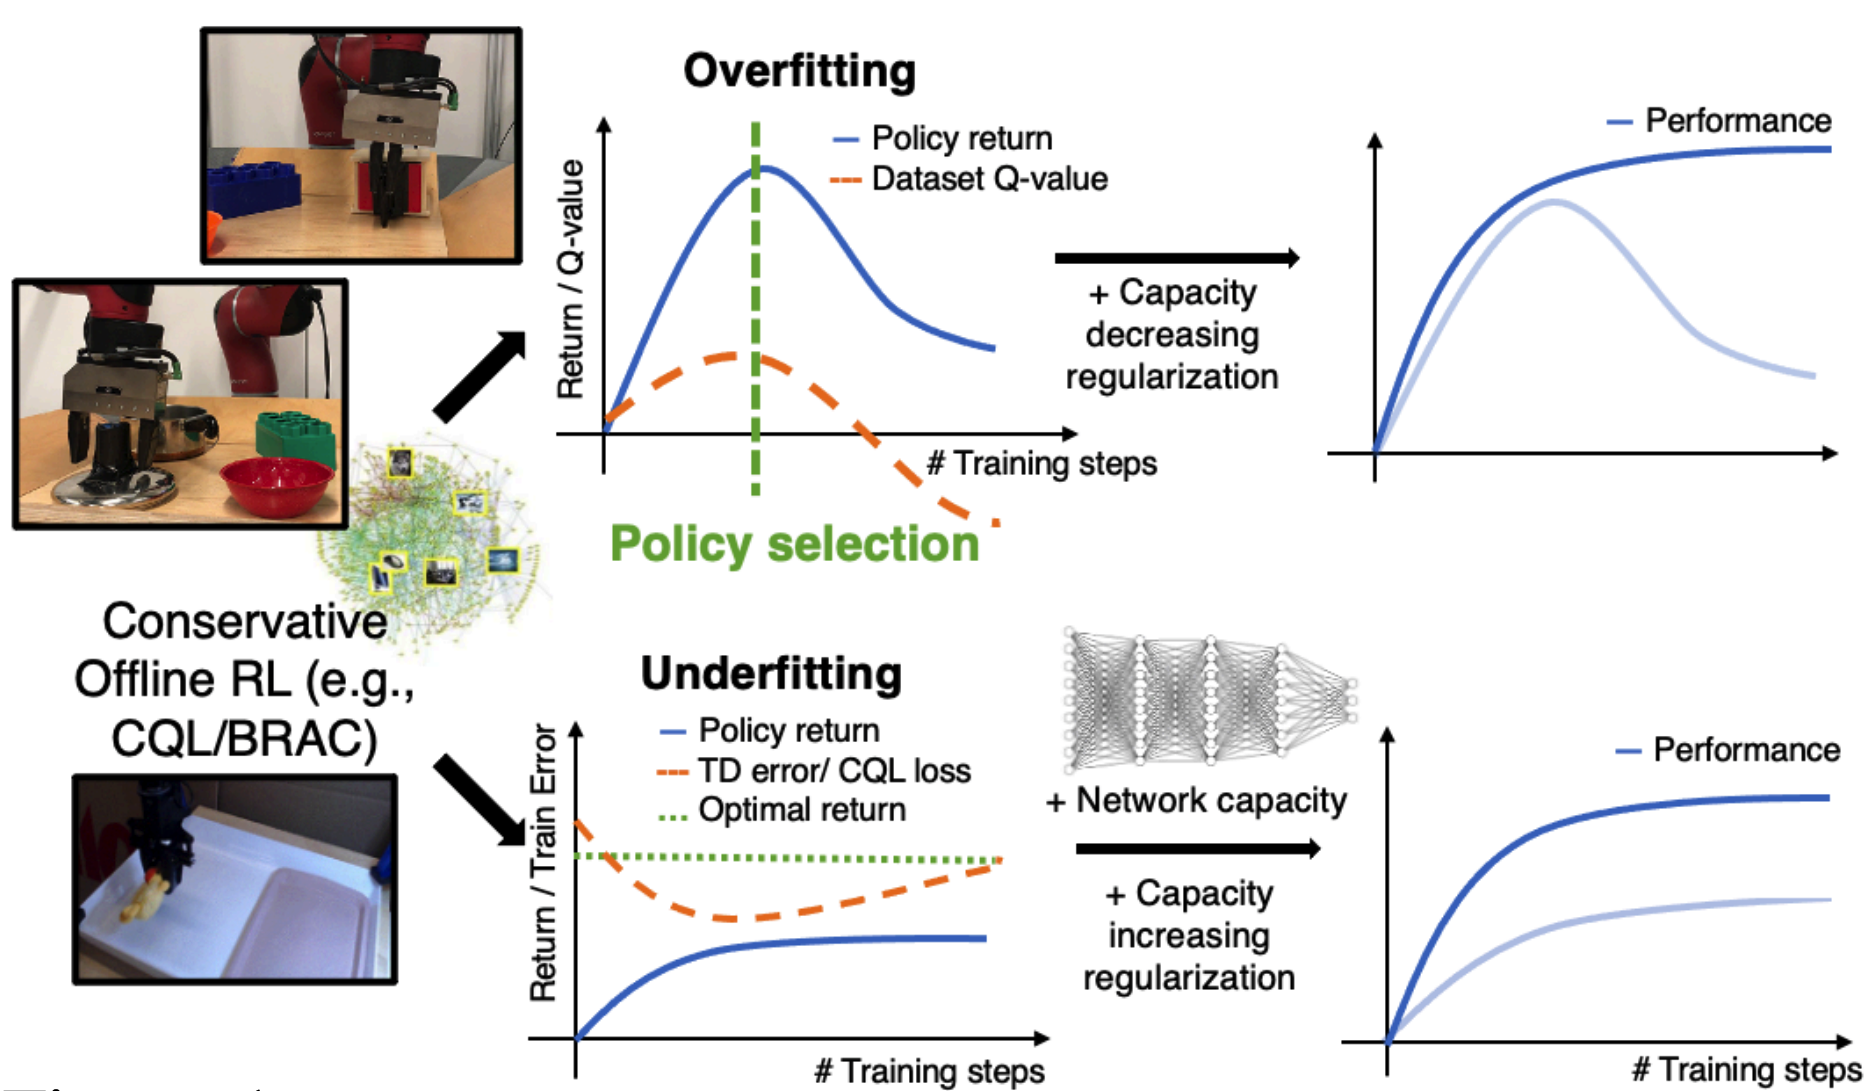 Overfitting
Policy return
Dataset Q-value
Return / Q-value
# Training steps
Policy selection
+ Capacity
decreasing
regularization
Performance
Conservative
Offline RL (e.g.,
CQL/BRAC)
Underfitting
Policy return
TD error/ CQL loss
Optimal return
Return / Train Error
# Training steps
+ Network capacity
+ Capacity
increasing
regularization
Performance
# Training steps